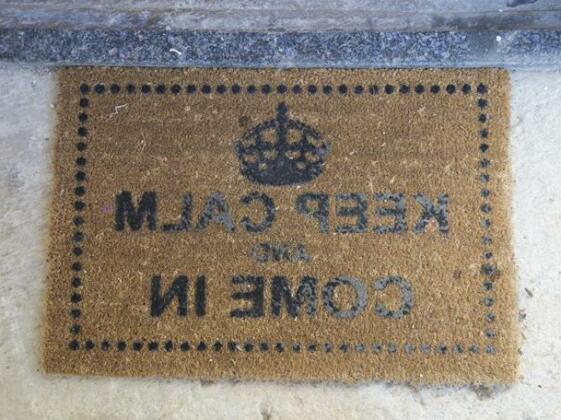 KEEP CALM
AND
COME IN